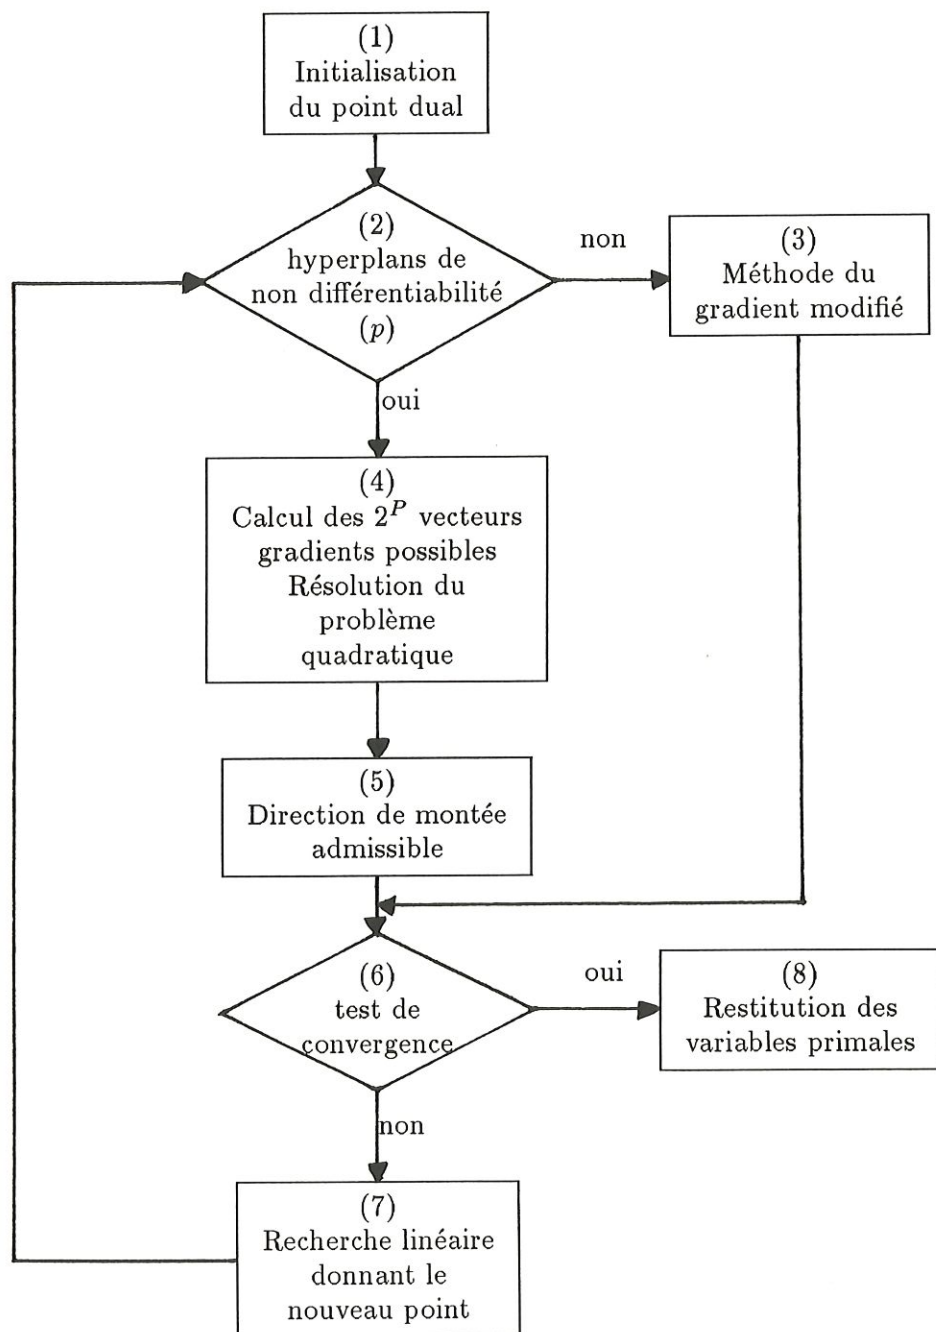 (1)
Initialisation
du point dual
(2)
hyperplans de
non différentiabilité
(p)
non
(3)
Méthode du
gradient modifié
oui
(4)
Calcul des 2^P vecteurs
gradients possibles
Résolution du
problème
quadratique
(5)
Direction de montée
admissible
(6)
test de
convergence
oui
(8)
Restitution des
variables primales
non
(7)
Recherche linéaire
donnant le
nouveau point